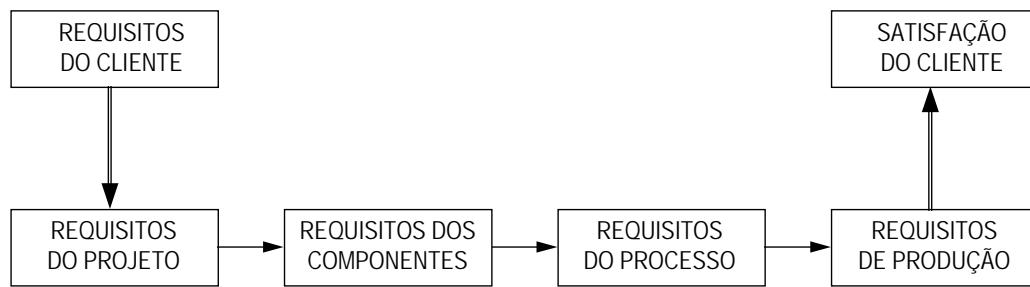 REQUISITOS
DO CLIENTE
SATISFAÇÃO
DO CLIENTE
REQUISITOS
DO PROJETO
REQUISITOS DOS
COMPONENTES
REQUISITOS
DO PROCESSO
REQUISITOS
DE PRODUÇÃO